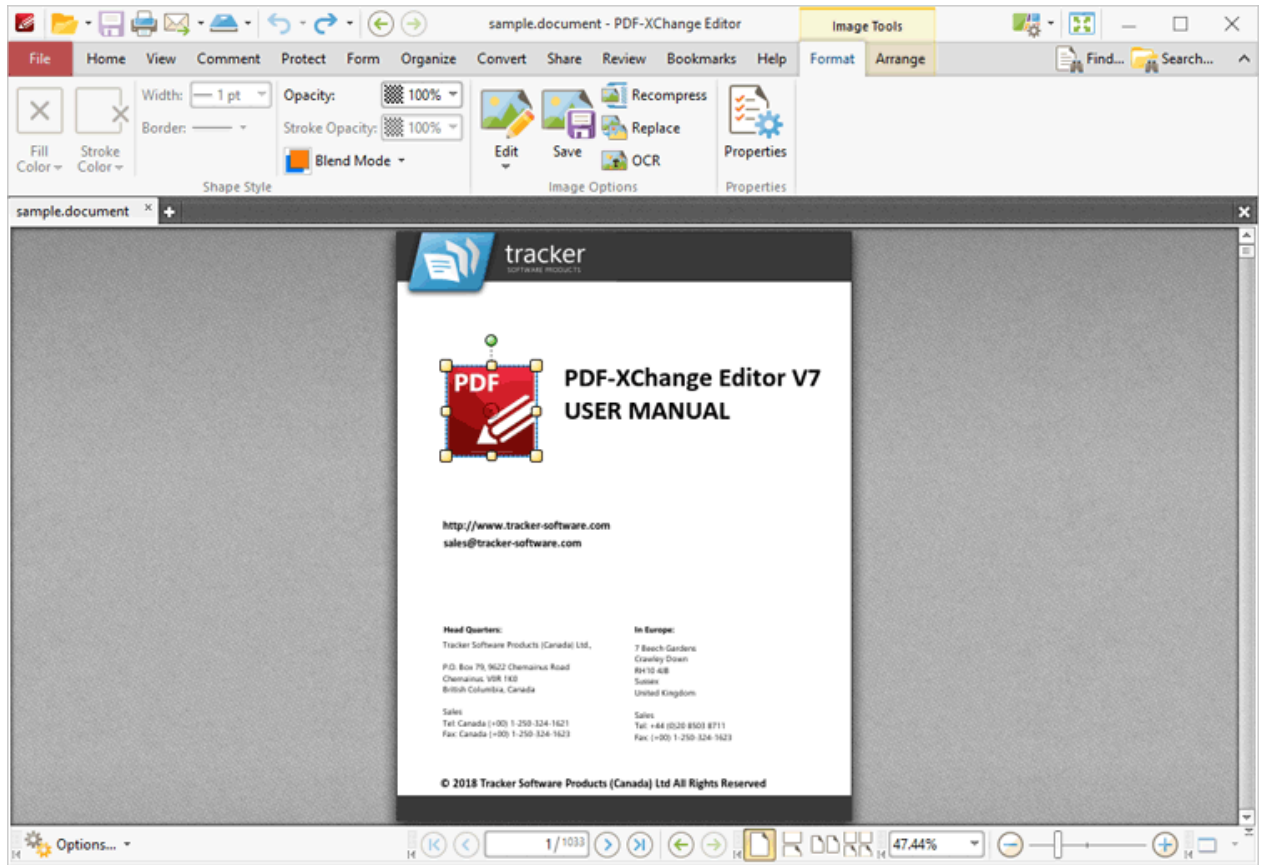 sample.document - PDF-XChange Editor
Image Tools
File Home View Comment Protect Form Organize Convert Share Review Bookmarks Help Format Arrange Find... Search...
Width: 1 pt Opacity: 100% Recompress
Border: Stroke Opacity: 100% Replace
Fill Color Stroke Color Blend Mode Edit Save OCR Properties
Shape Style Image Options Properties
sample.document
tracker
SOFTWARE PRODUCTS
PDF
PDF-XChange Editor V7
USER MANUAL
http://www.tracker-software.com
sales@tracker-software.com
Head Quarters:
Tracker Software Products (Canada) Ltd.,
P.O. Box 79, 9622 Chemainus Road
Chemainus, V0R 1K0
British Columbia, Canada
Sales
Tel: Canada (+00) 1-250-324-1621
Fax: Canada (+00) 1-250-324-1623
In Europe:
7 Beech Gardens
Crawley Down
RH10 4JB
Sussex
United Kingdom
Sales
Tel: +44 (0)20 8503 8711
Fax: (+00) 1-250-324-1623
© 2018 Tracker Software Products (Canada) Ltd All Rights Reserved
Options... 1/1033 47.44%